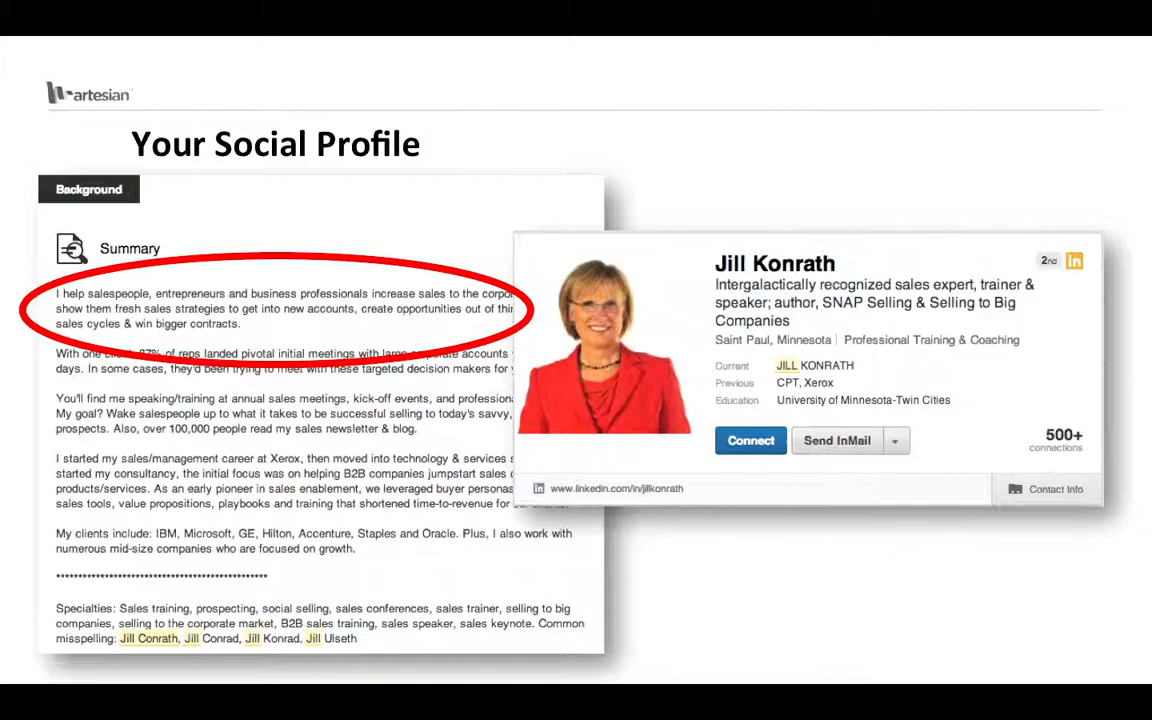 artesian
Your Social Profile
Background
Summary
I help salespeople, entrepreneurs and business professionals increase sales to the
show them fresh sales strategies to get into new accounts, create opportunities out of
sales cycles & win bigger contracts.
With one client, 87% of reps landed pivotal initial meetings with large corporate accounts
days. In some cases, they'd been trying to meet with these targeted decision makers for
You'll find me speaking/training at annual sales meetings, kick-off events, and
My goal? Wake salespeople up to what it takes to be successful selling to today's savvy,
prospects. Also, over 100,000 people read my sales newsletter & blog.
I started my sales/management career at Xerox, then moved into technology & services
started my consultancy, the initial focus was on helping B2B companies jumpstart sales
products/services. As an early pioneer in sales enablement, we leveraged buyer personas
sales tools, value propositions, playbooks and training that shortened time-to-revenue for
My clients include: IBM, Microsoft, GE, Hilton, Accenture, Staples and Oracle. Plus, I also work with
numerous mid-size companies who are focused on growth.
************************************************
Specialties: Sales training, prospecting, social selling, sales conferences, sales trainer, selling to big
companies, selling to the corporate market, B2B sales training, sales speaker, sales keynote. Common
misspelling: Jill Conrath, Jill Conrad, Jill Konrad, Jill Ulseth
Jill Konrath
2nd in
Intergalactically recognized sales expert, trainer &
speaker; author, SNAP Selling & Selling to Big
Companies
Saint Paul, Minnesota | Professional Training & Coaching
Current JILL KONRATH
Previous CPT, Xerox
Education University of Minnesota-Twin Cities
Connect Send InMail
500+
connections
in www.linkedin.com/in/jillkonrath
Contact Info